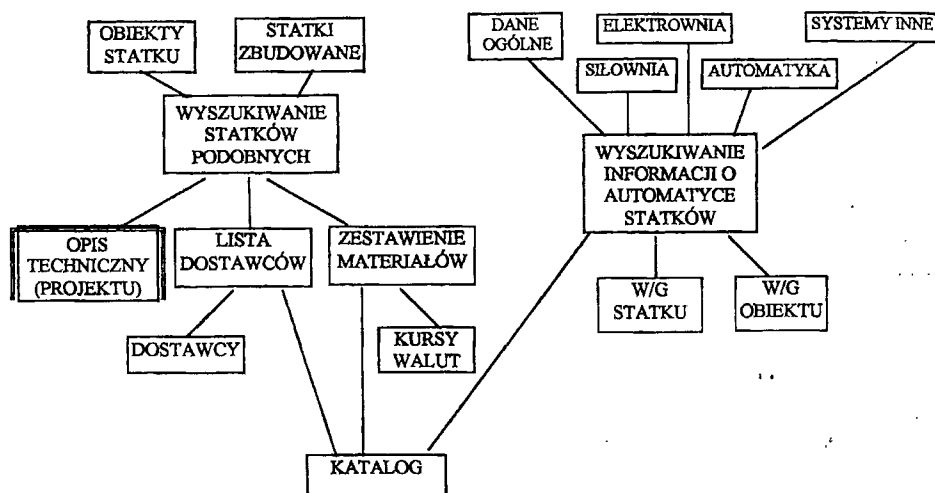 OBIEKTY
STATKU
STATKI
ZBUDOWANE
DANE
OGÓLNE
ELEKTROWNIA
SYSTEMY INNE
SIŁOWNIA
AUTOMATYKA
WYSZUKIWANIE
STATKÓW
PODOBNYCH
WYSZUKIWANIE
INFORMACJI O
AUTOMATYCE
STATKÓW
OPIS
TECHNICZNY
(PROJEKTU)
LISTA
DOSTAWCÓW
ZESTAWIENIE
MATERIAŁÓW
W/G
STATKU
W/G
OBIEKTU
DOSTAWCY
KURSY
WALUT
KATALOG